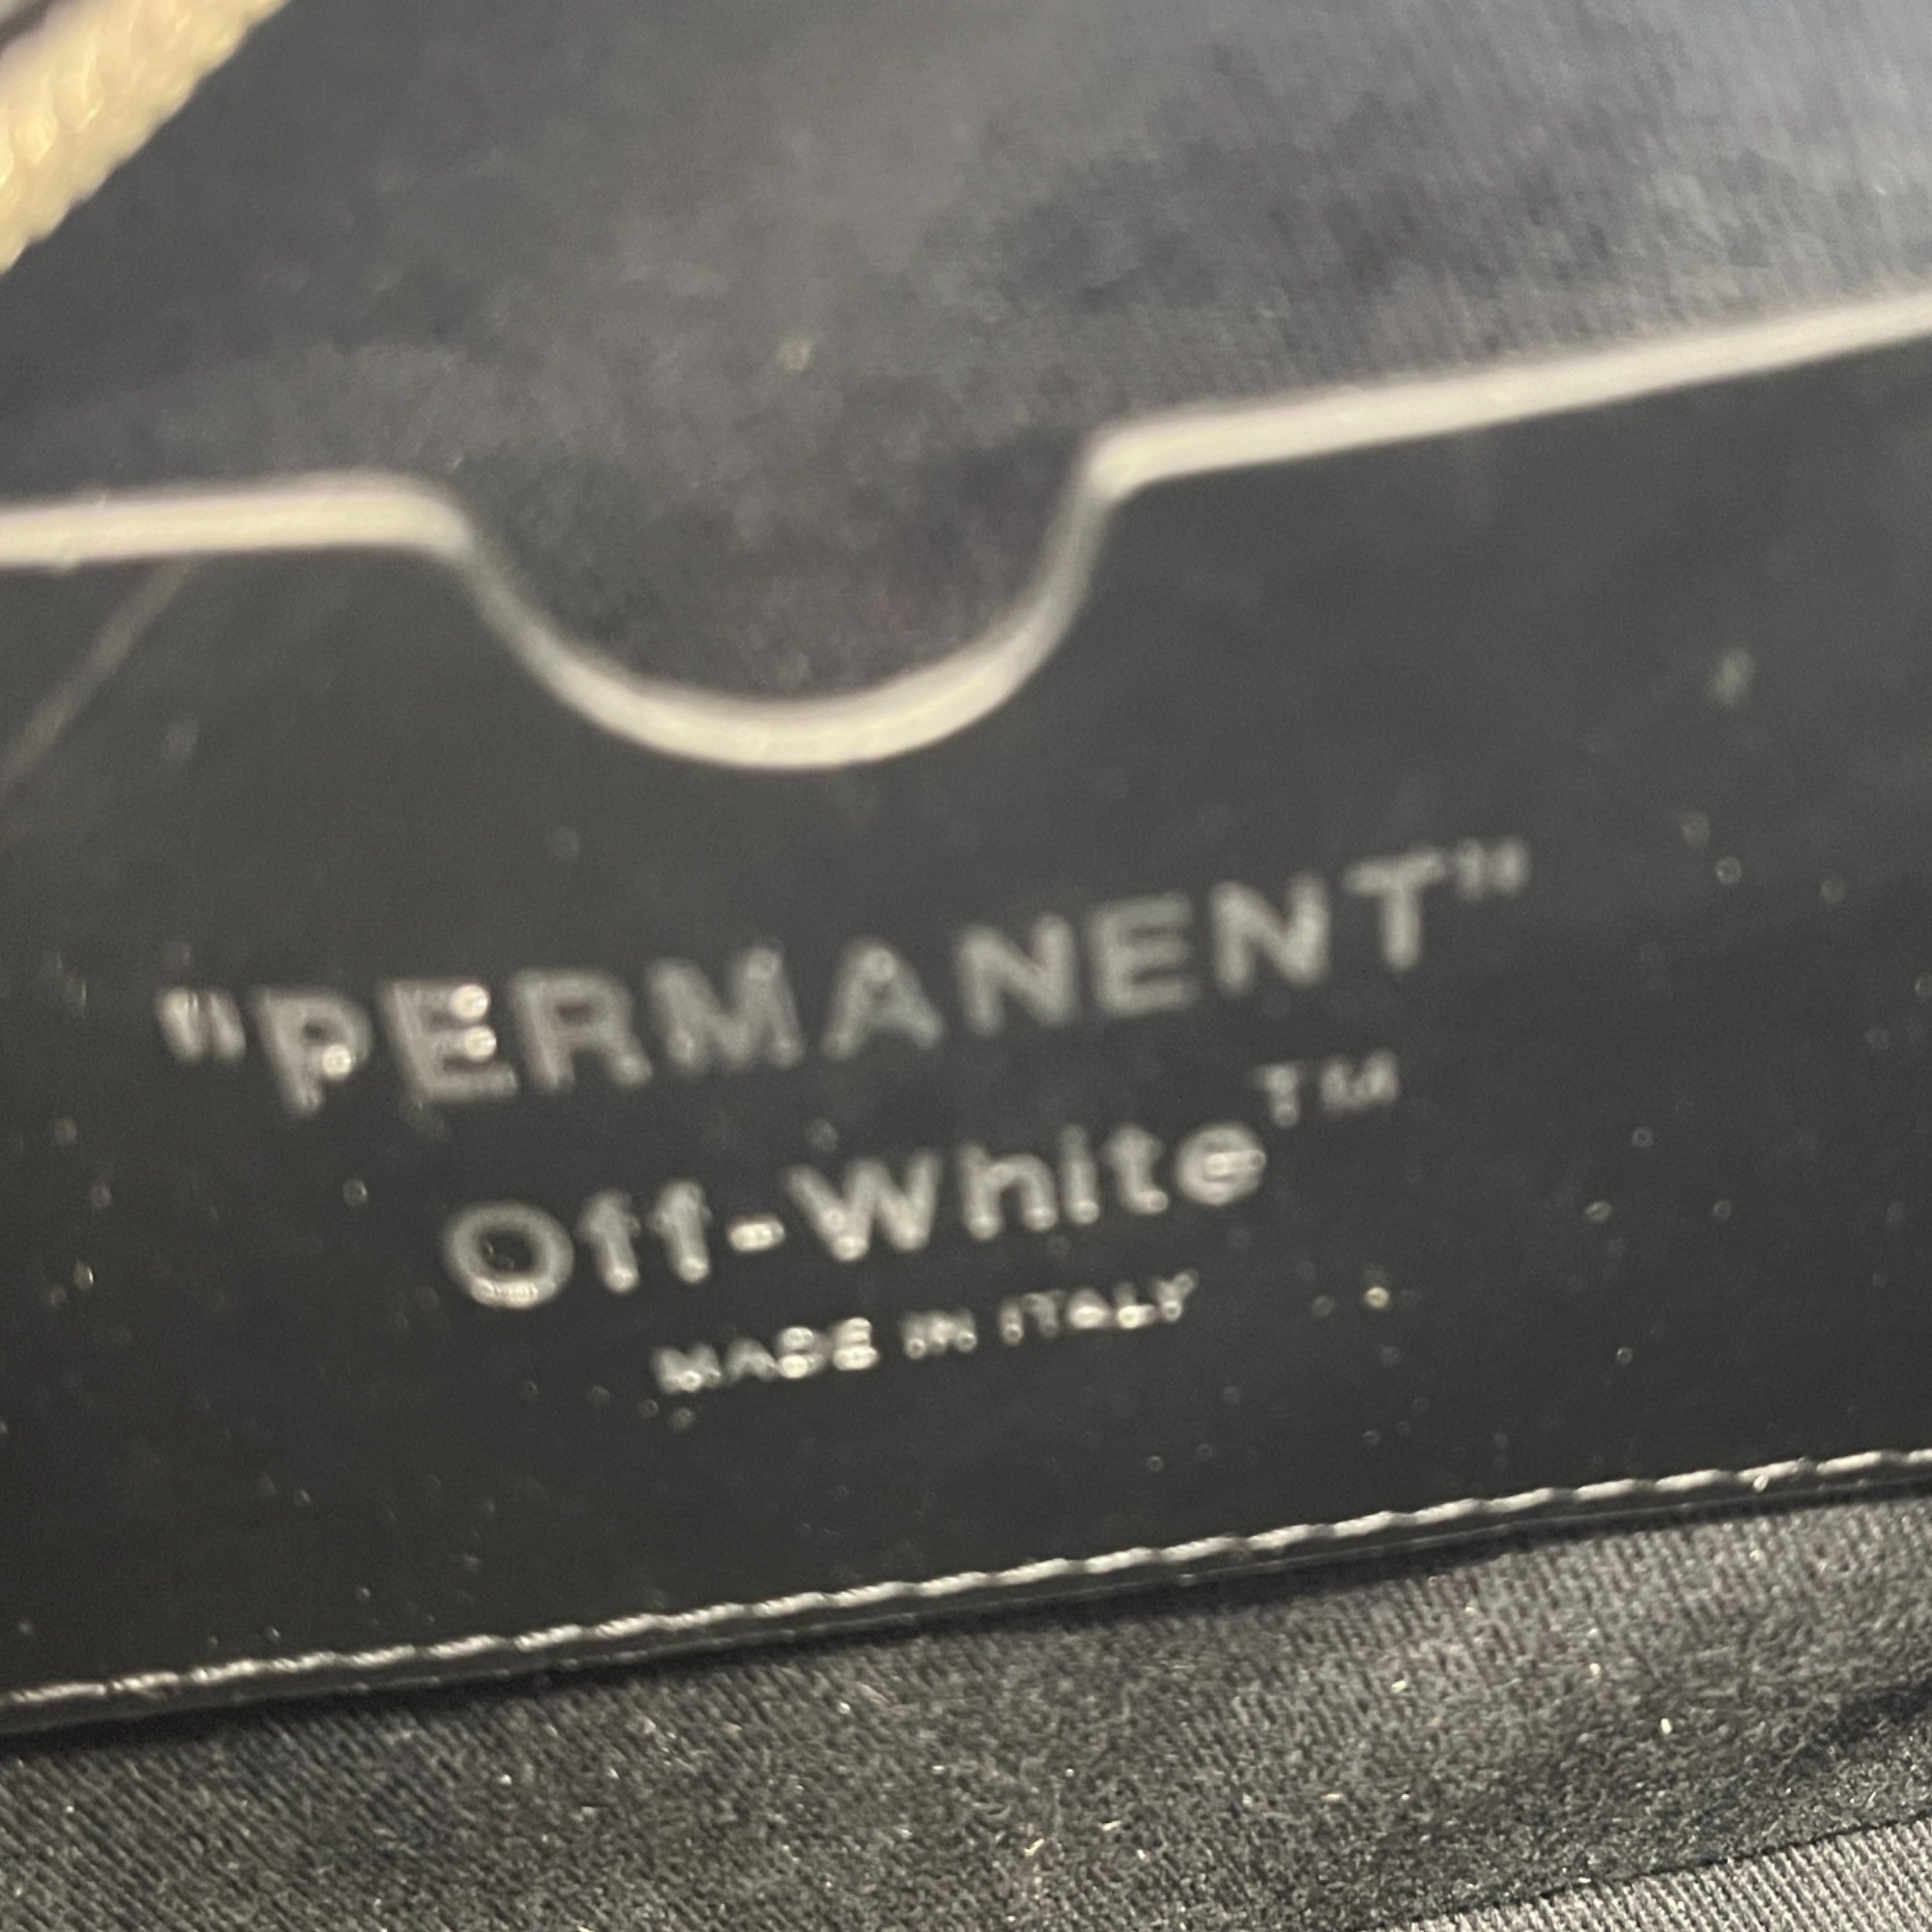 "PERMANENT"
Off-White™
MADE IN ITALY